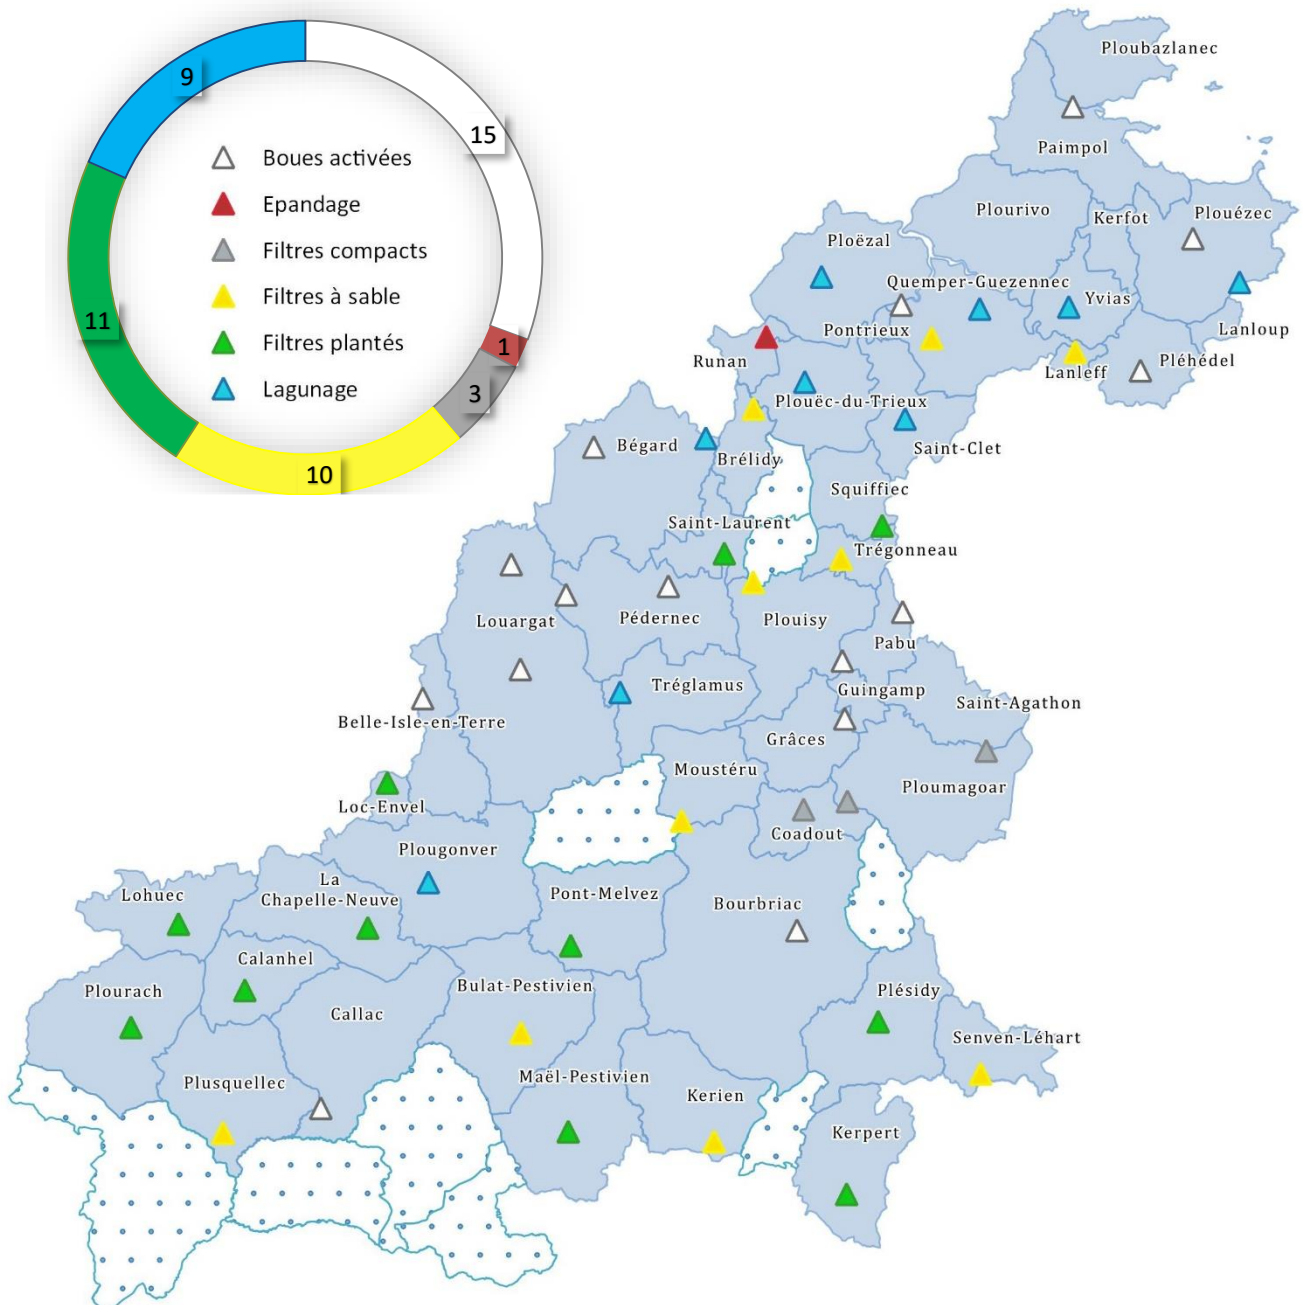 9
15
Boues activées
Epandage
Filtres compacts
Filtres à sable
Filtres plantés
Lagunage
11
1
3
10
Ploubazlanec
Paimpol
Plourivo
Kerfot
Plouézec
Ploëzal
Quemper-Guezennec
Yvias
Lanloup
Pontrieux
Runan
Lanleff
Pléhédel
Plouëc-du-Trieux
Saint-Clet
Bégard
Brélidy
Squiffiec
Saint-Laurent
Trégonneau
Louargat
Pédernec
Plouisy
Pabu
Tréglamus
Guingamp
Saint-Agathon
Belle-Isle-en-Terre
Grâces
Moustéru
Ploumagoar
Loc-Envel
Coadout
Plougonver
La
Chapelle-Neuve
Lohuec
Pont-Melvez
Bourbriac
Calanhel
Plourach
Bulat-Pestivien
Plésidy
Callac
Senven-Léhart
Plusquellec
Maël-Pestivien
Kerien
Kerpert